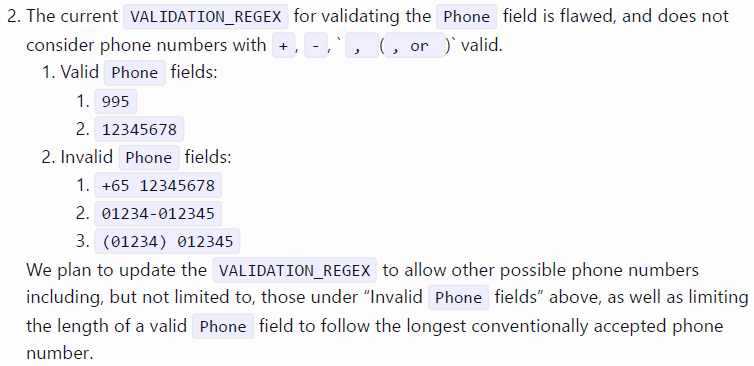 2. The current VALIDATION_REGEX for validating the Phone field is flawed, and does not
consider phone numbers with +, -, ` , ( , or )` valid.
1. Valid Phone fields:
1. 995
2. 12345678
2. Invalid Phone fields:
1. +65 12345678
2. 01234-012345
3. (01234) 012345
We plan to update the VALIDATION_REGEX to allow other possible phone numbers
including, but not limited to, those under “Invalid Phone fields” above, as well as limiting
the length of a valid Phone field to follow the longest conventionally accepted phone
number.